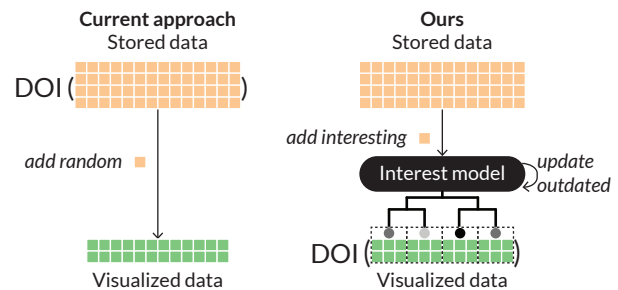 Current approach
Stored data
DOI ( )
add random
Visualized data
Ours
Stored data
add interesting
Interest model
update
outdated
DOI ( )
Visualized data